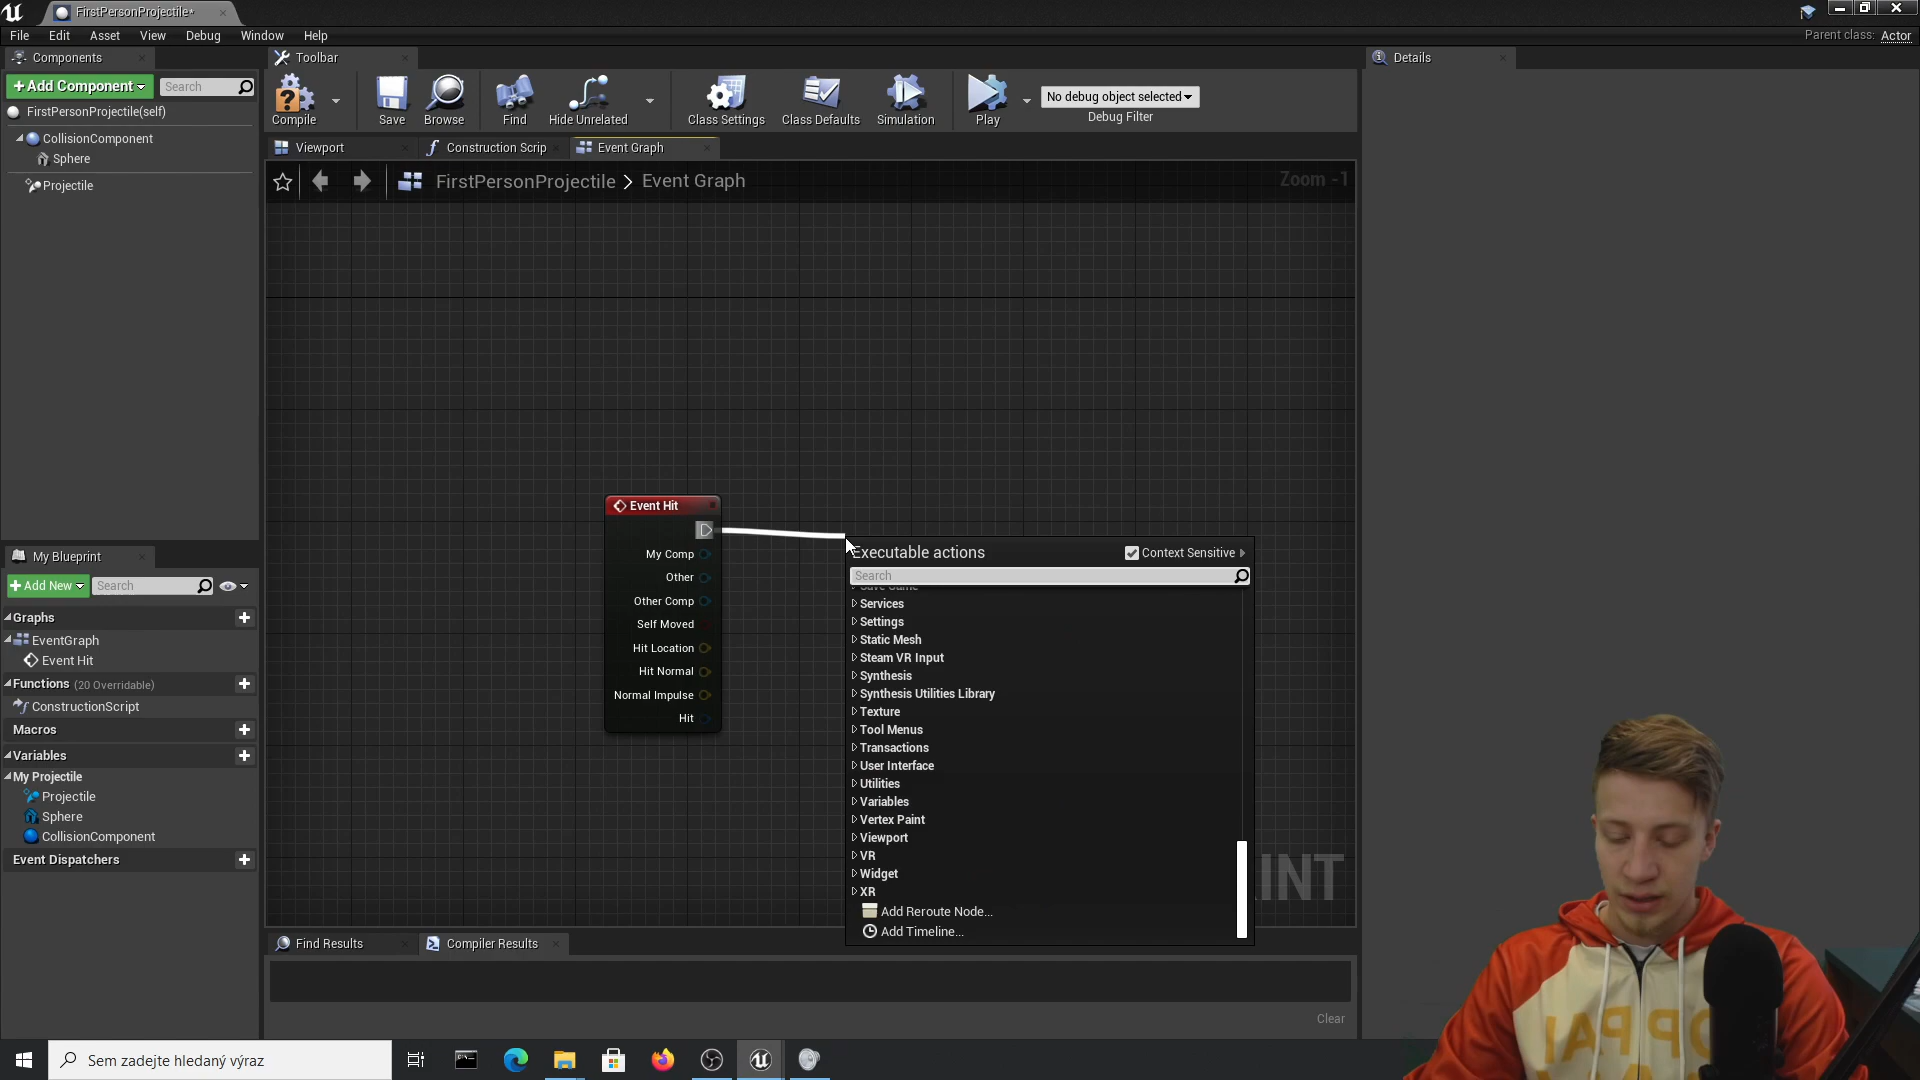 FirstPersonProjectile*
File Edit Asset View Debug Window Help
Parent class: Actor
Components
Toolbar
Details
Add Component
Search
FirstPersonProjectile(self)
CollisionComponent
Sphere
Projectile
Compile
Save
Browse
Find
Hide Unrelated
Class Settings
Class Defaults
Simulation
Play
No debug object selected
Debug Filter
Viewport
Construction Scrip
Event Graph
FirstPersonProjectile > Event Graph
Zoom -1
Event Hit
My Comp
Other
Other Comp
Self Moved
Hit Location
Hit Normal
Normal Impulse
Hit
Executable actions
Context Sensitive
Search
Save Game
Services
Settings
Static Mesh
Steam VR Input
Synthesis
Synthesis Utilities Library
Texture
Tool Menus
Transactions
User Interface
Utilities
Variables
Vertex Paint
Viewport
VR
Widget
XR
Add Reroute Node...
Add Timeline...
INT
My Blueprint
Add New
Search
Graphs
EventGraph
Event Hit
Functions (20 Overridable)
ConstructionScript
Macros
Variables
My Projectile
Projectile
Sphere
CollisionComponent
Event Dispatchers
Find Results
Compiler Results
Clear
Sem zadejte hledaný výraz